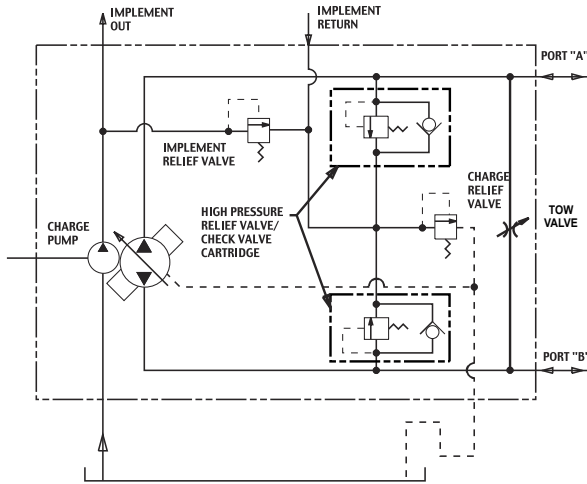 IMPLEMENT
OUT
IMPLEMENT
RETURN
PORT "A"
IMPLEMENT
RELIEF VALVE
CHARGE
RELIEF
VALVE
HIGH PRESSURE
RELIEF VALVE/
CHECK VALVE
CARTRIDGE
TOW
VALVE
CHARGE
PUMP
PORT "B"